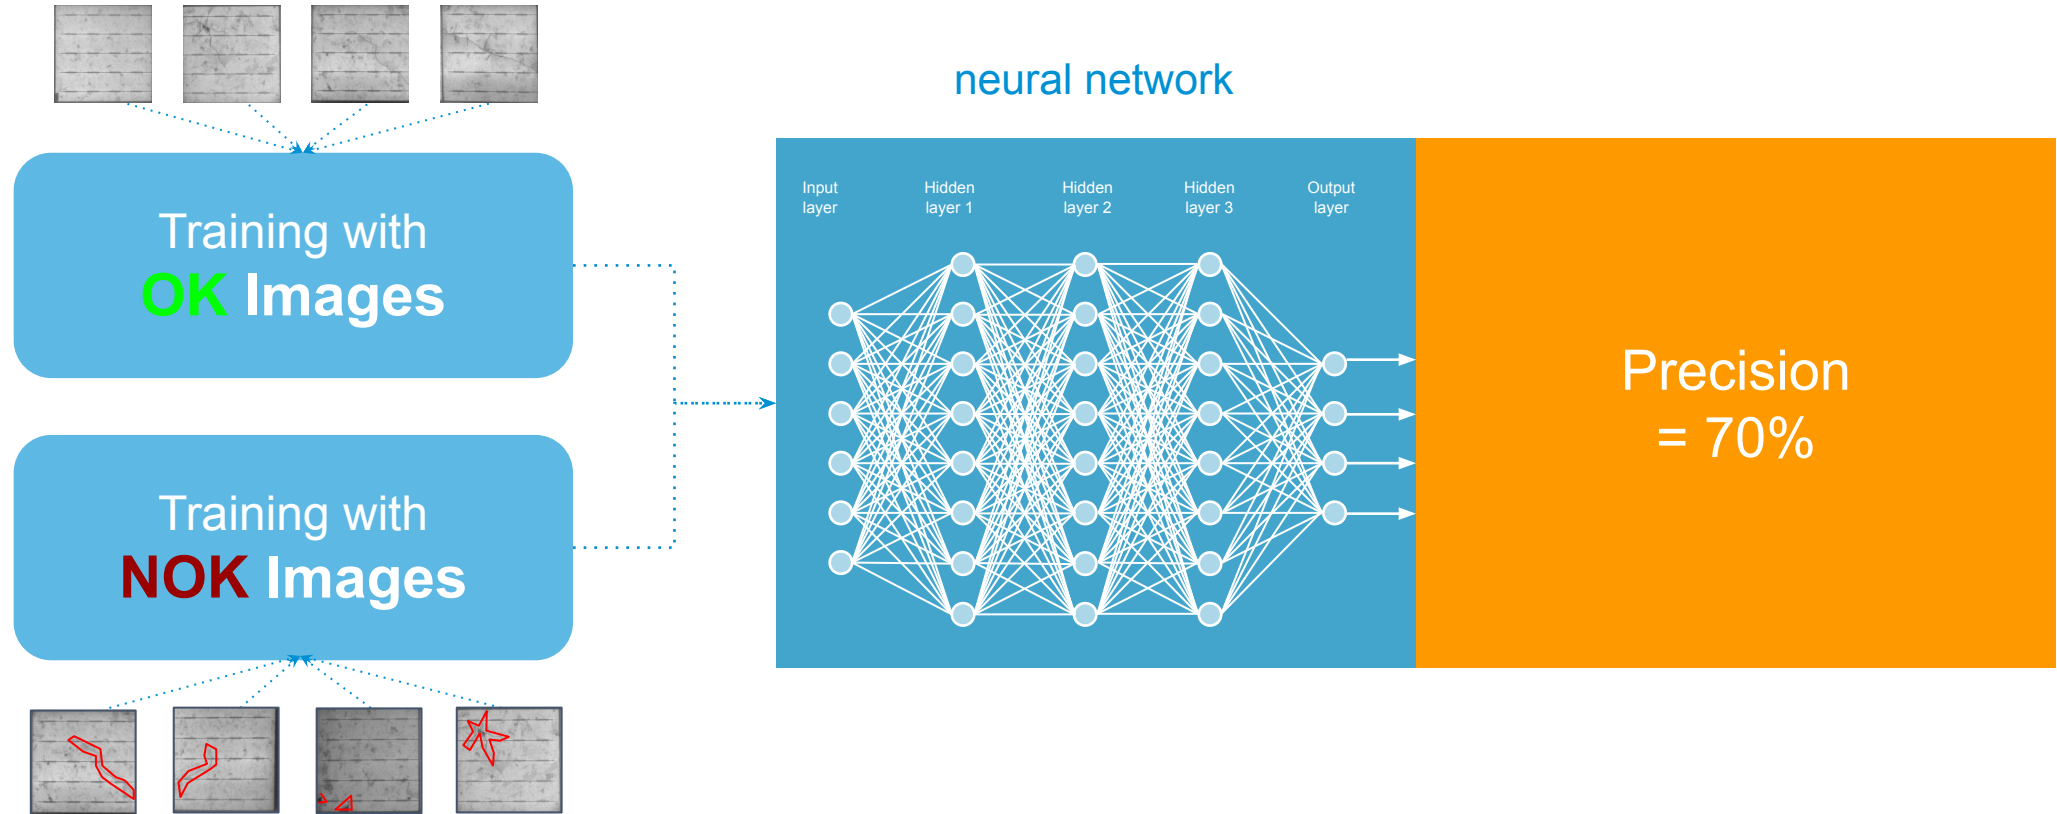 neural network
Training with
OK Images
Training with
NOK Images
Input
layer
Hidden
layer 1
Hidden
layer 2
Hidden
layer 3
Output
layer
Precision
= 70%